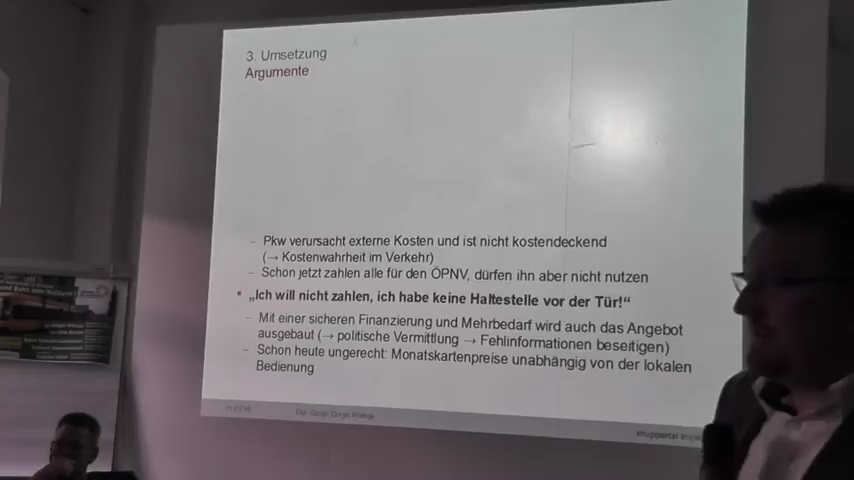 3. Umsetzung
Argumente
– Pkw verursacht externe Kosten und ist nicht kostendeckend
(→ Kostenwahrheit im Verkehr)
– Schon jetzt zahlen alle für den ÖPNV, dürfen ihn aber nicht nutzen
• „Ich will nicht zahlen, ich habe keine Haltestelle vor der Tür!“
– Mit einer sicheren Finanzierung und Mehrbedarf wird auch das Angebot
ausgebaut (→ politische Vermittlung → Fehlinformationen beseitigen)
– Schon heute ungerecht: Monatskartenpreise unabhängig von der lokalen
Bedienung
Wuppertal